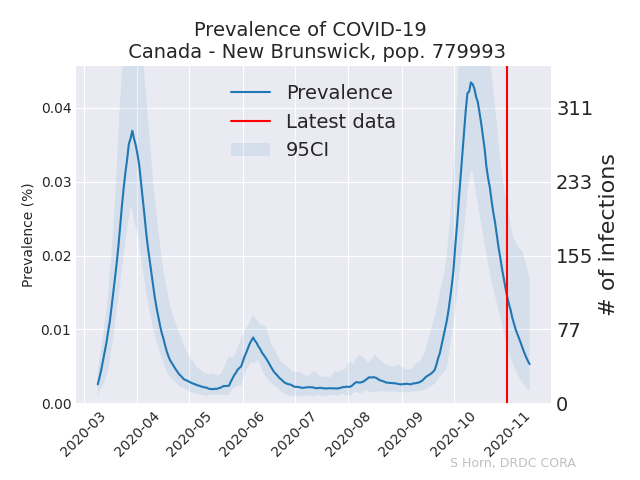 Prevalence of COVID-19
Canada - New Brunswick, pop. 779993
Prevalence
Latest data
95CI
Prevalence (%)
0.04
0.03
0.02
0.01
0.00
311
233
155
77
0
# of infections
2020-03
2020-04
2020-05
2020-06
2020-07
2020-08
2020-09
2020-10
2020-11
S Horn, DRDC CORA